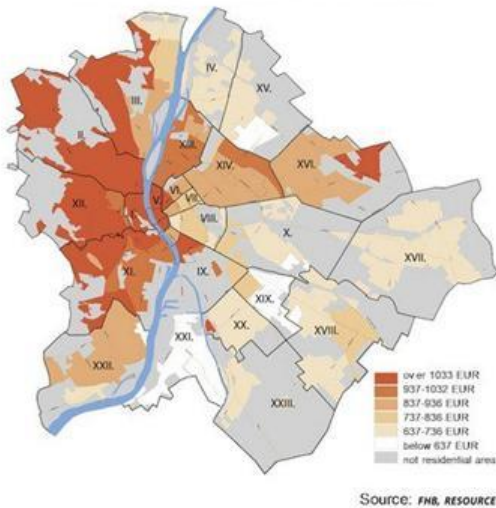 IV.
XV.
III.
II.
XIII.
XIV.
XVI.
VI.
VII.
V.
XII.
VIII.
X.
XVII.
XI.
IX.
XIX.
XX.
XVIII.
XXI.
XXII.
XXIII.
over 1033 EUR
937-1032 EUR
837-936 EUR
737-836 EUR
637-736 EUR
below 637 EUR
not residential area
Source: FHB, RESOURCE